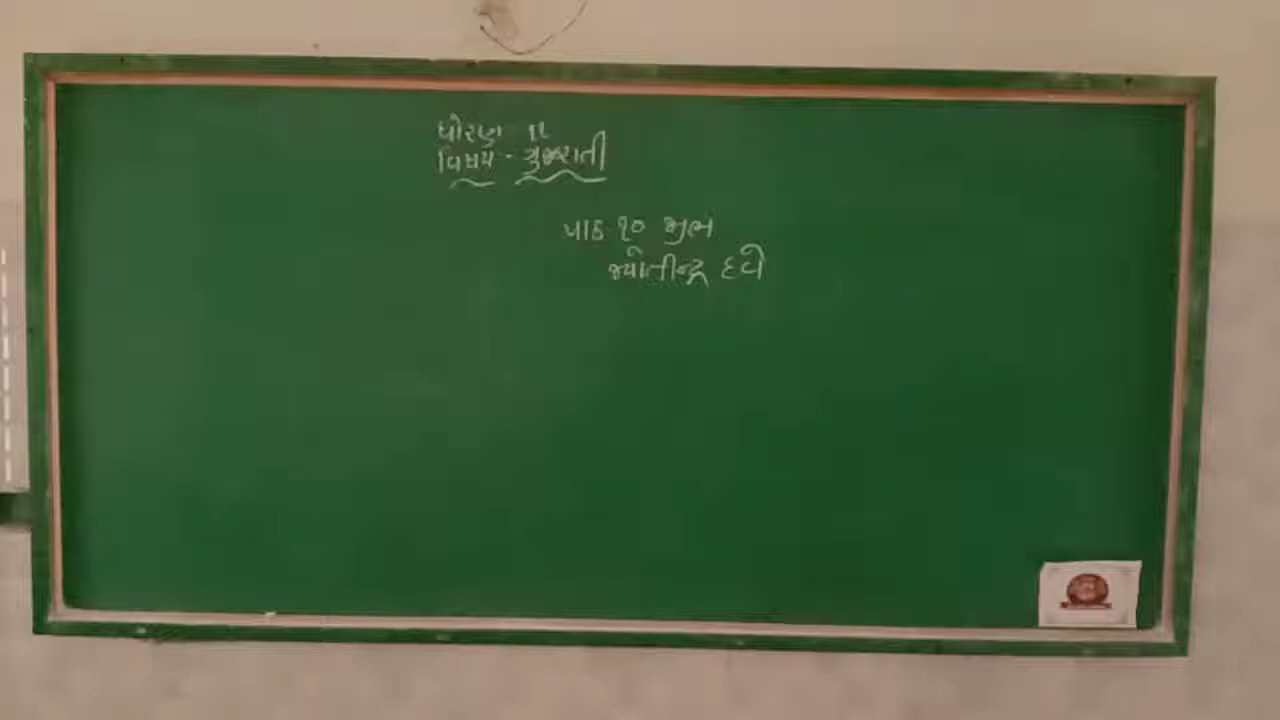 ધોરણ ૧૧
વિષય - ગુજરાતી
પાઠ ૧૦ જીભ
જ્યોતીન્દ્ર દવે